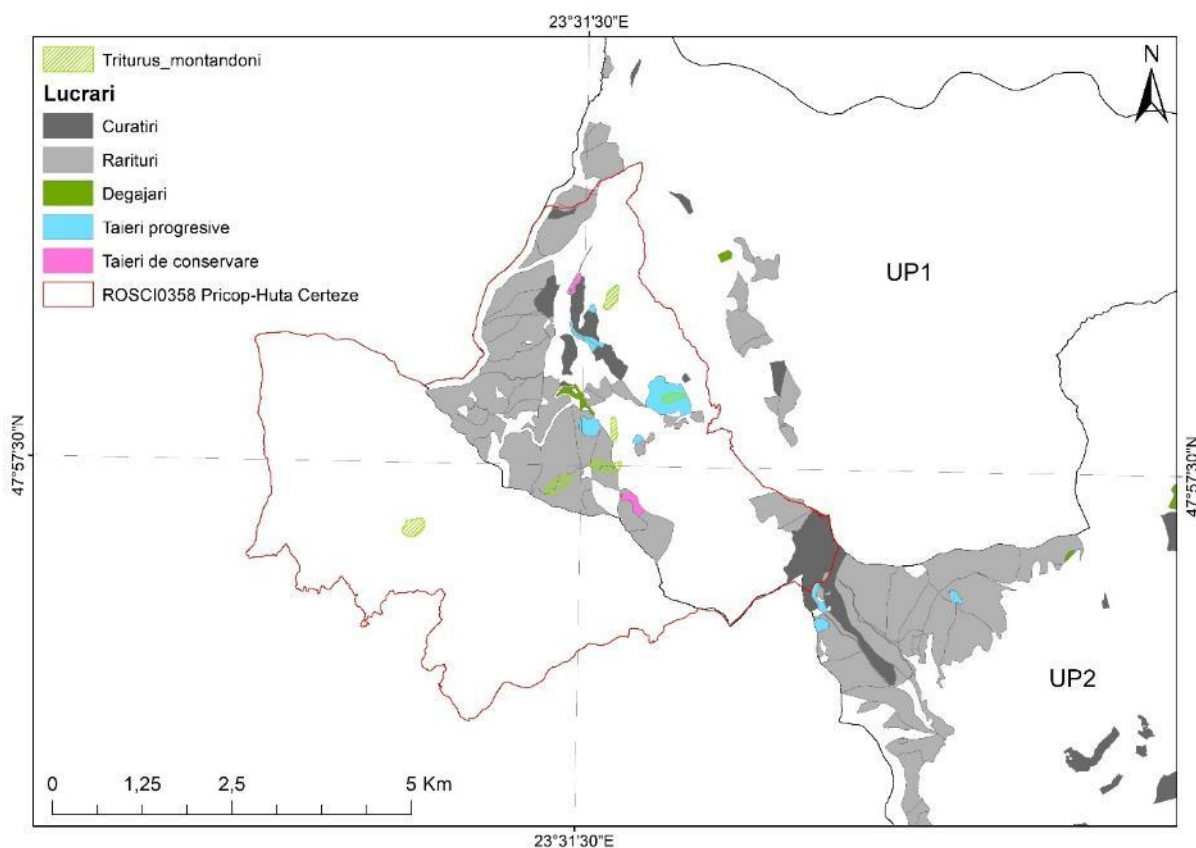 23°31'30"E
Triturus_montandoni
Lucrari
Curatiri
Rarituri
Degajari
Taieri progresive
Taieri de conservare
ROSCI0358 Pricop-Huta Certeze
N
UP1
47°57'30"N
47°57'30"N
UP2
0 1,25 2,5 5 Km
23°31'30"E